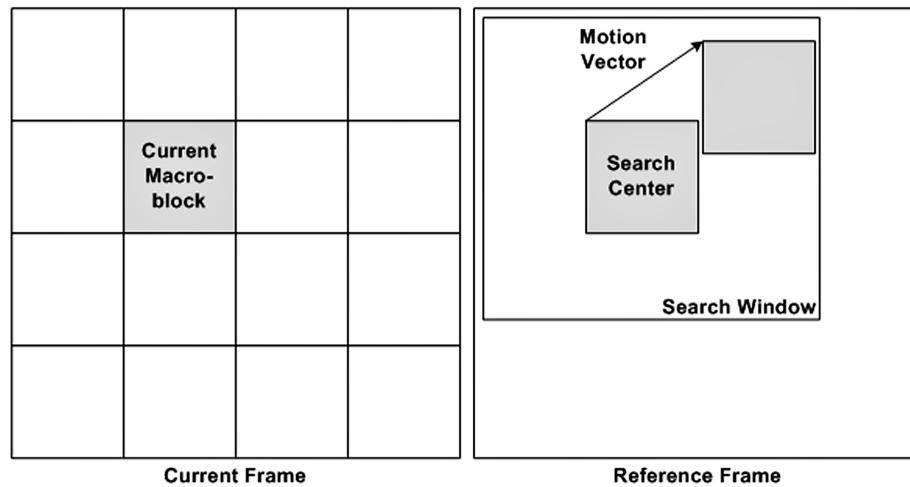 Current
Macro-
block
Motion
Vector
Search
Center
Search Window
Current Frame
Reference Frame